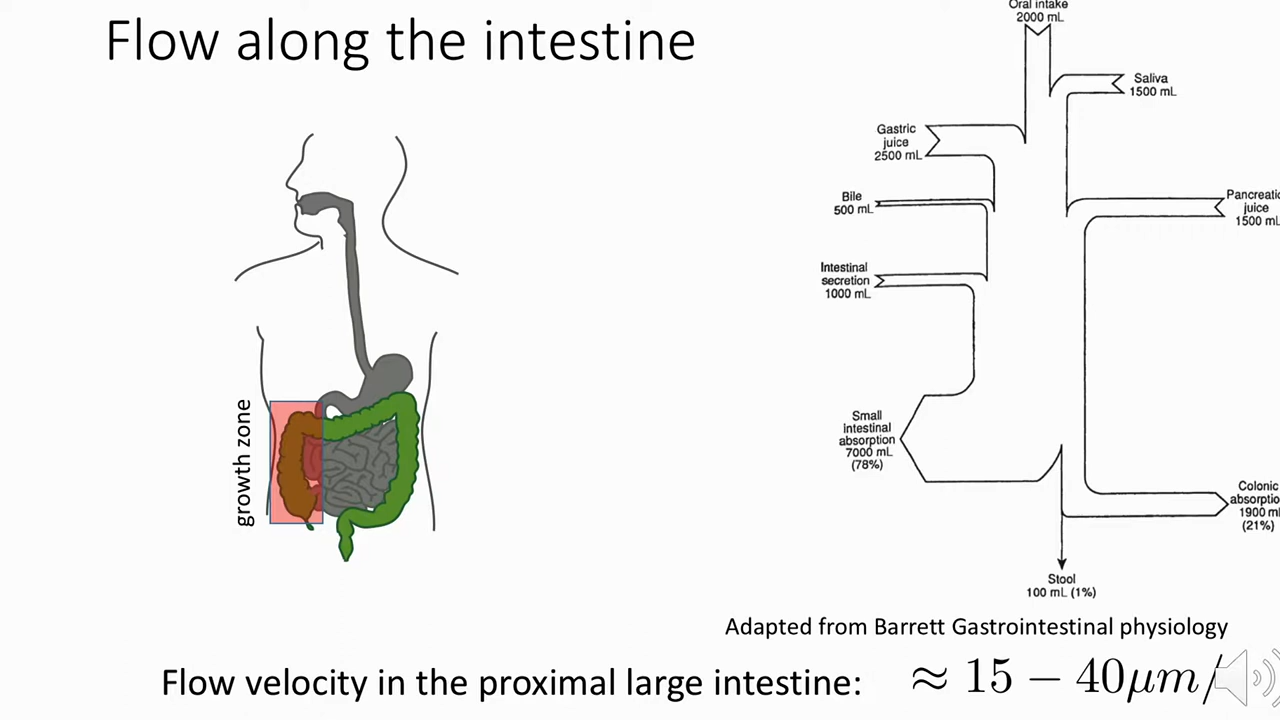 Flow along the intestine
Oral intake
2000 mL
Saliva
1500 mL
Gastric
juice
2500 mL
Bile
500 mL
Pancreatic
juice
1500 mL
Intestinal
secretion
1000 mL
growth zone
Small
intestinal
absorption
7000 mL
(78%)
Colonic
absorptio
1900 m
(21%)
Stool
100 mL (1%)
Adapted from Barrett Gastrointestinal physiology
Flow velocity in the proximal large intestine: ≈ 15 − 40μm/